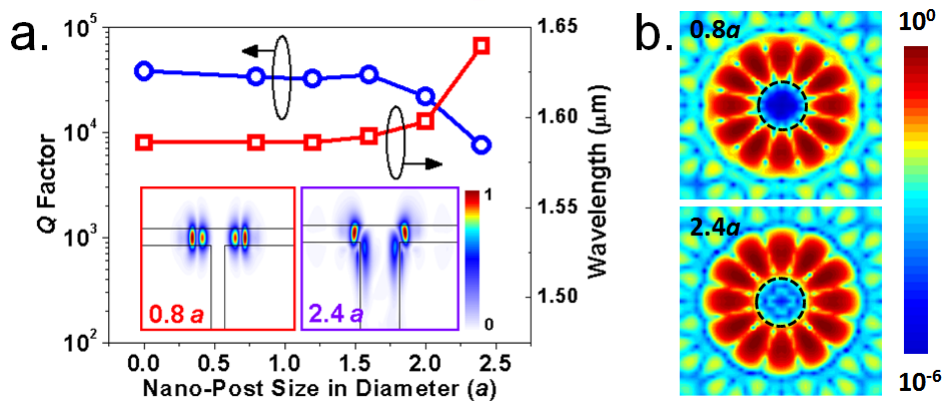 a.
10^5
10^4
10^3
10^2
Q Factor
0.0 0.5 1.0 1.5 2.0 2.5
Nano-Post Size in Diameter (a)
1.65
1.60
1.55
1.50
Wavelength (μm)
0.8 a
2.4 a
1
0
b.
0.8a
2.4a
10^0
10^-6